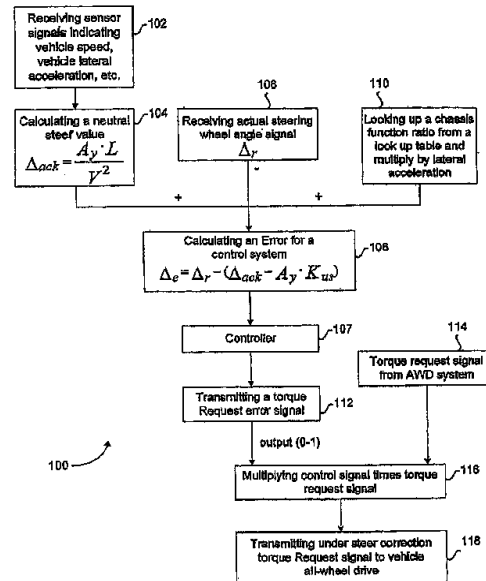 Receiving sensor
signals indicating
vehicle speed,
vehicle lateral
acceleration, etc.
102
Calculating a neutral
steer value
Δack = Ay · L / V²
104
106
Receiving actual steering
wheel angle signal
Δr
110
Looking up a chassis
function ratio from a
look up table and
multiply by lateral
acceleration
+
-
+
Calculating an Error for a
control system
Δe = Δr – (Δack – Ay · Kus)
108
Controller
107
114
Torque request signal
from AWD system
Transmitting a torque
Request error signal
112
output (0-1)
100
Multiplying control signal times torque
request signal
116
Transmitting under steer correction
torque Request signal to vehicle
all-wheel drive
118